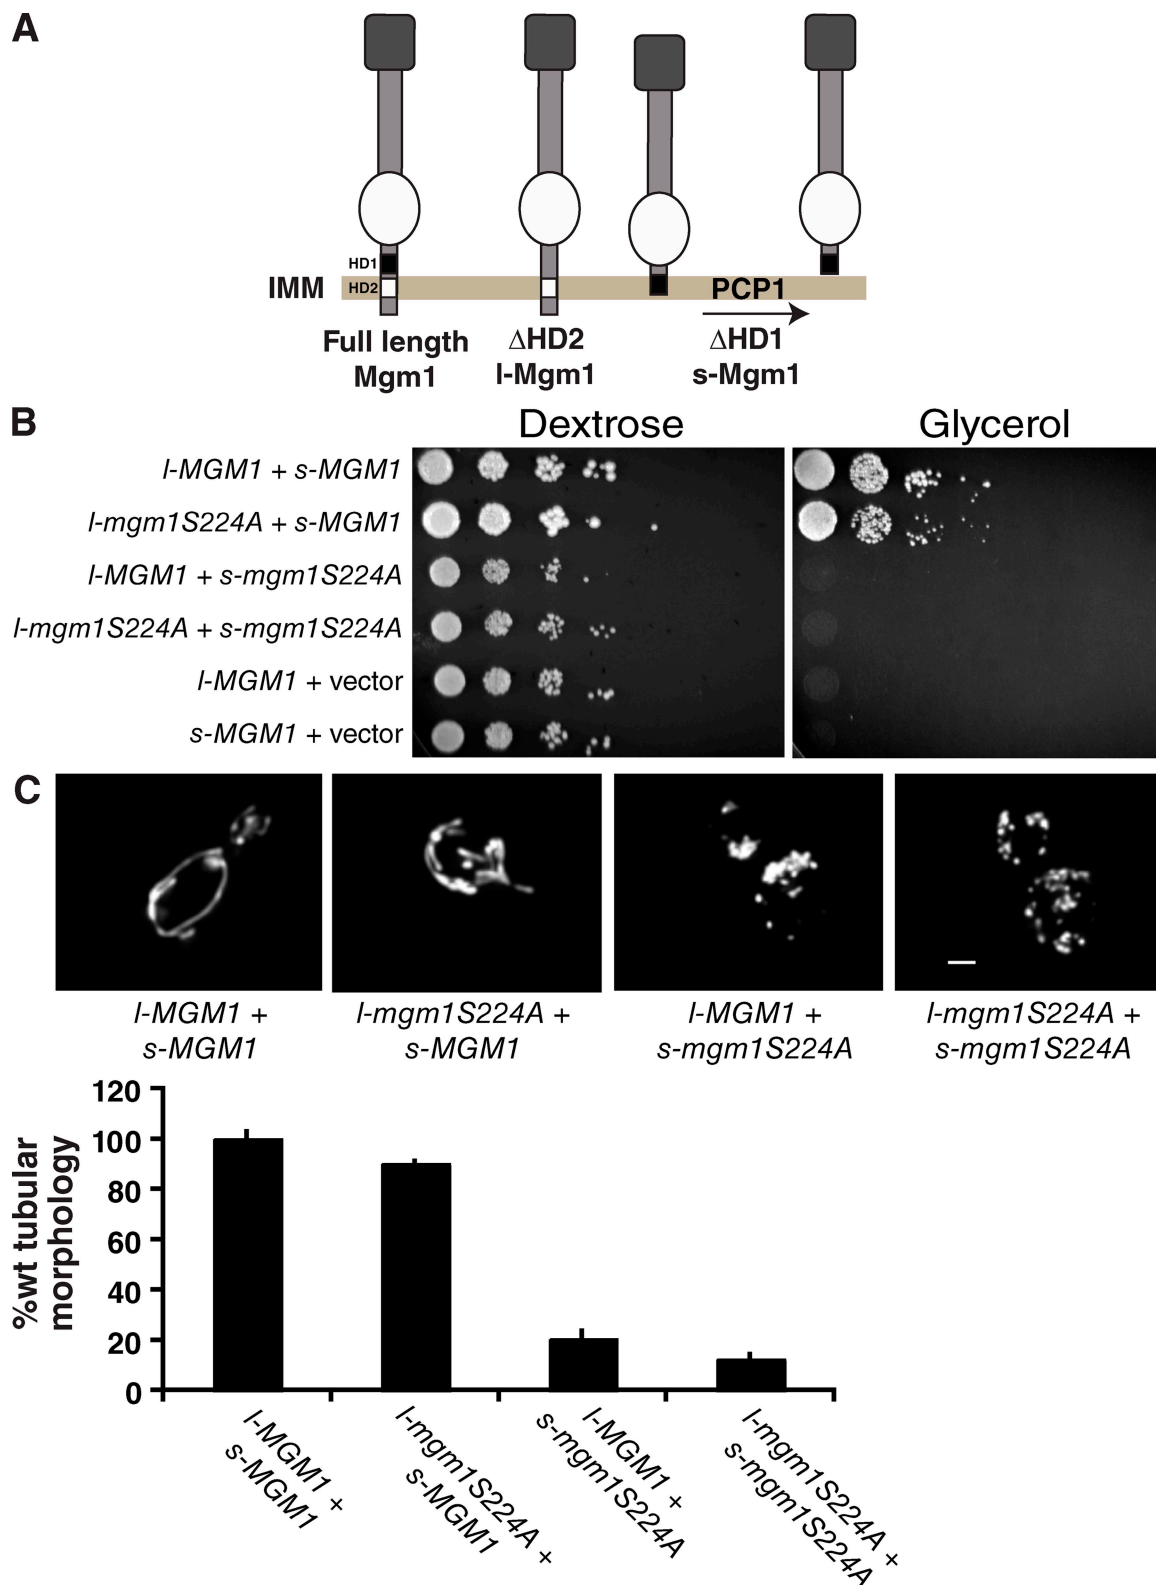 A
HD1
HD2
IMM
PCP1
Full length
Mgm1
ΔHD2
l-Mgm1
ΔHD1
s-Mgm1
B
Dextrose
Glycerol
l-MGM1 + s-MGM1
l-mgm1S224A + s-MGM1
l-MGM1 + s-mgm1S224A
l-mgm1S224A + s-mgm1S224A
l-MGM1 + vector
s-MGM1 + vector
C
l-MGM1 +
s-MGM1
l-mgm1S224A +
s-MGM1
l-MGM1 +
s-mgm1S224A
l-mgm1S224A +
s-mgm1S224A
%wt tubular
morphology
120
100
80
60
40
20
0
l-MGM1 +
s-MGM1
l-mgm1S224A +
s-MGM1
l-MGM1 +
s-mgm1S224A
l-mgm1S224A +
s-mgm1S224A